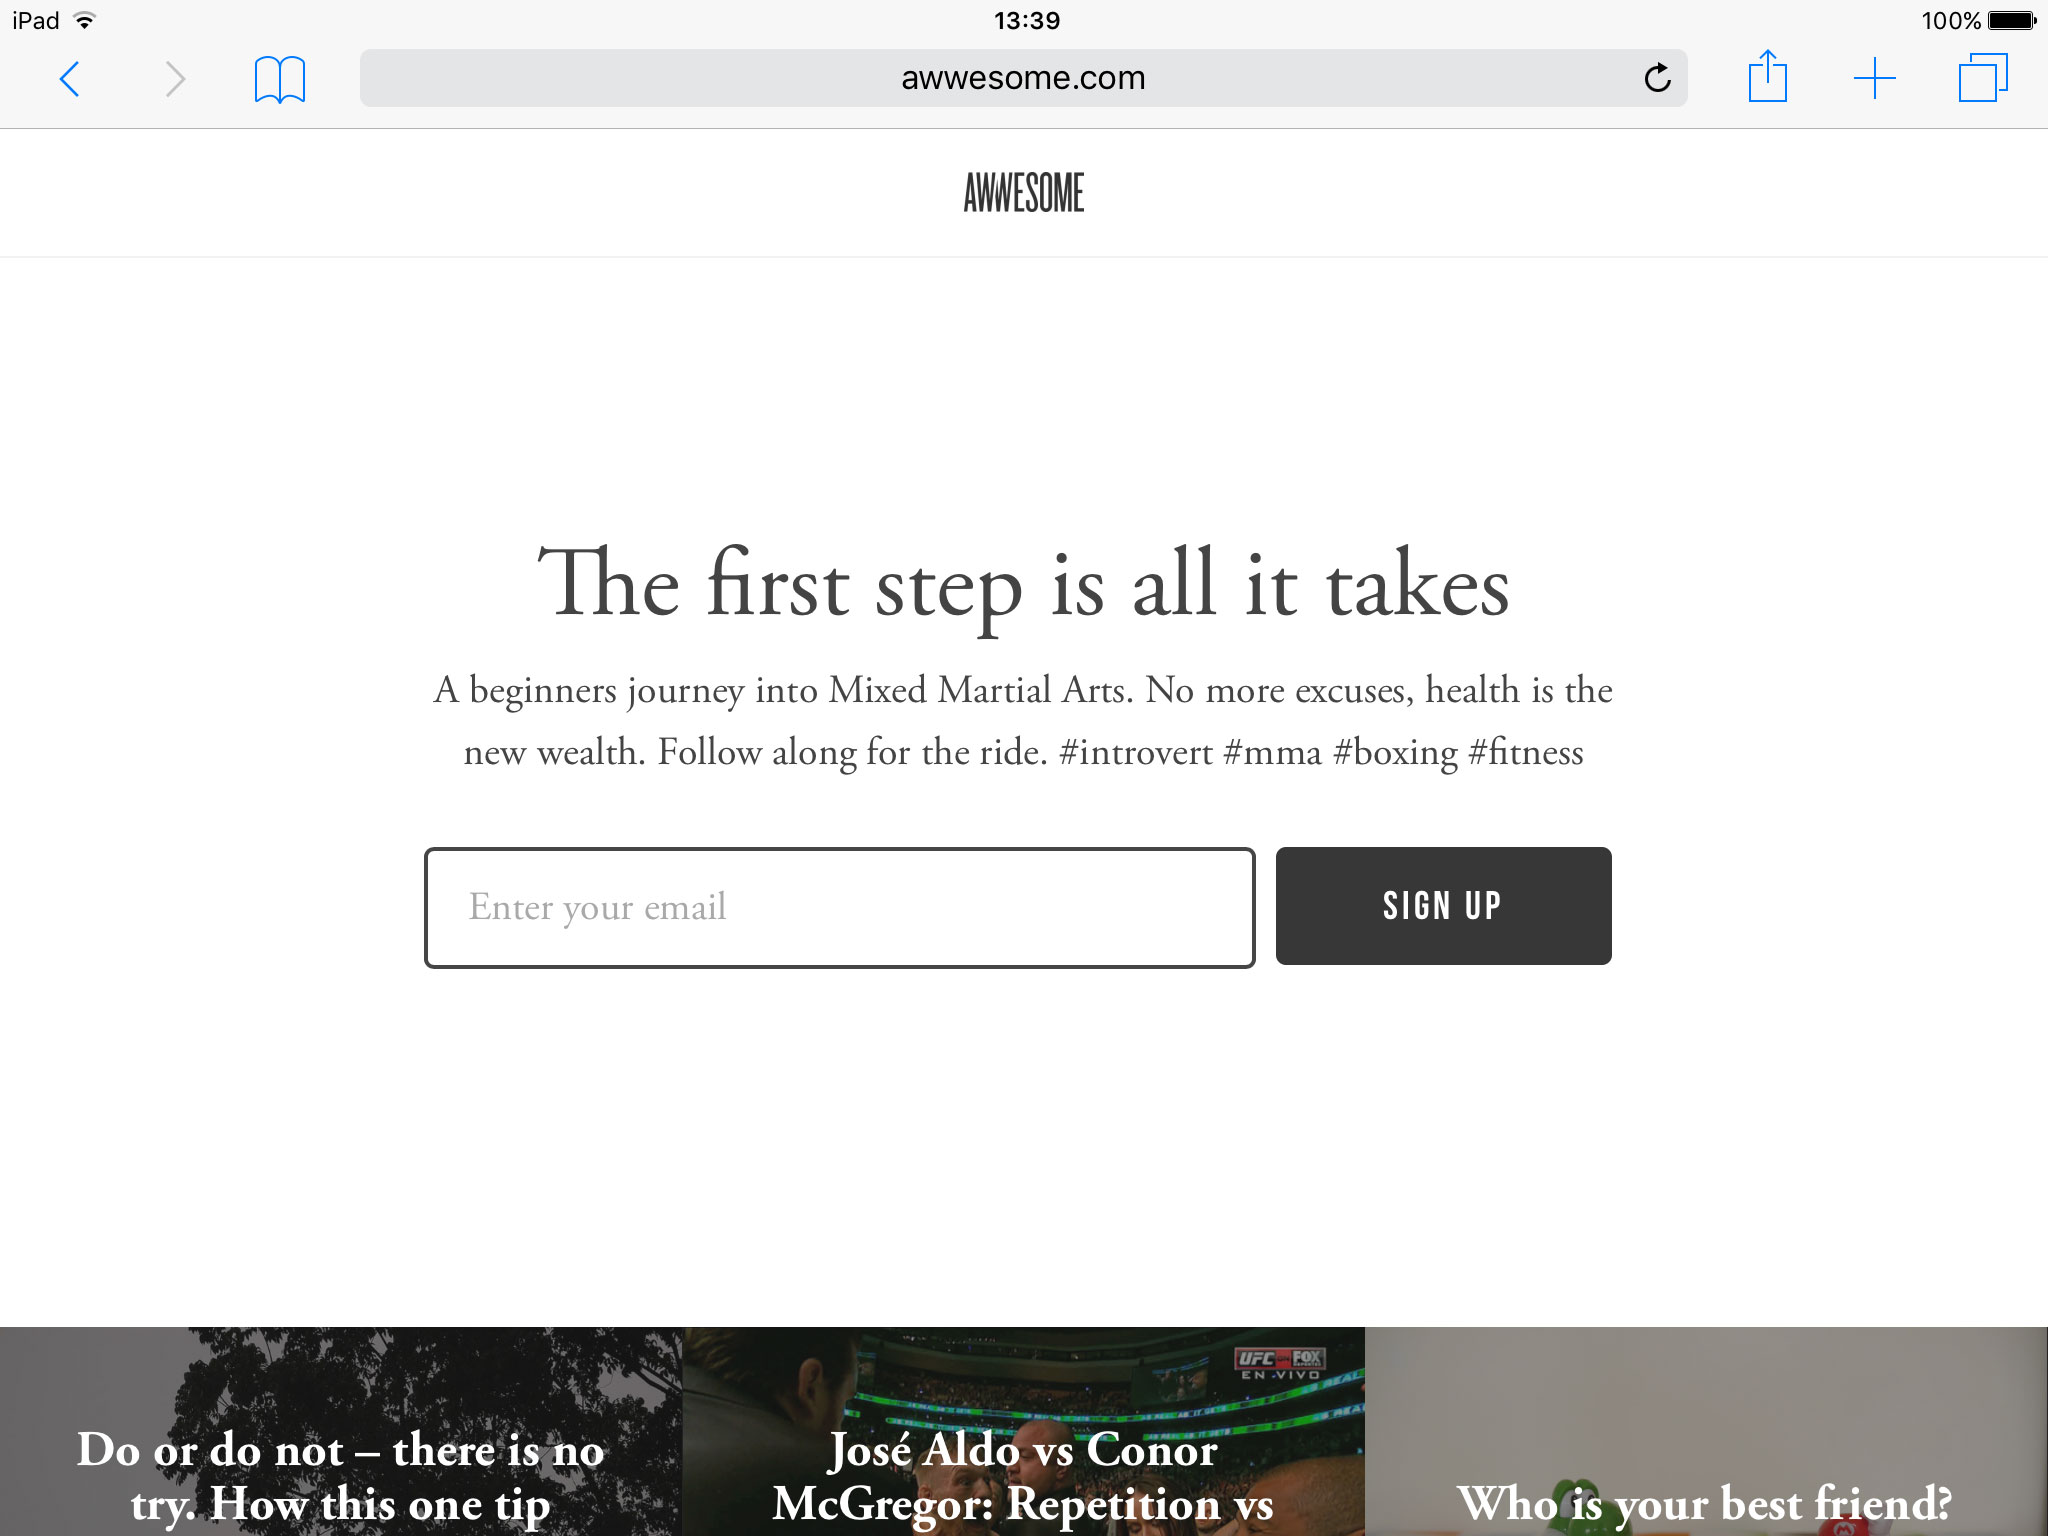 iPad 13:39 100%
awwesome.com
AWWESOME
The first step is all it takes
A beginners journey into Mixed Martial Arts. No more excuses, health is the
new wealth. Follow along for the ride. #introvert #mma #boxing #fitness
Enter your email SIGN UP
UFC ON FOX
EN VIVO
Do or do not – there is no
try. How this one tip
José Aldo vs Conor
McGregor: Repetition vs
Who is your best friend?